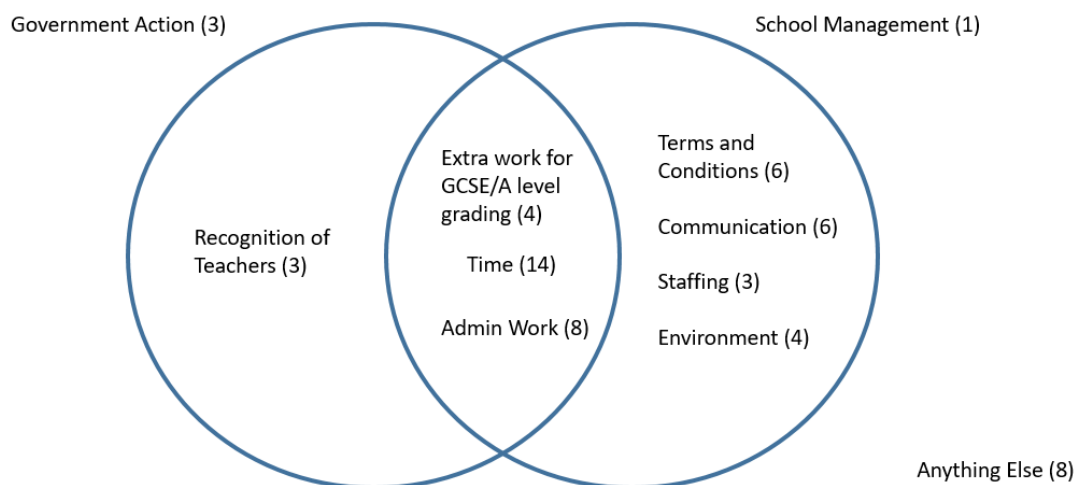 Government Action (3)
School Management (1)
Recognition of
Teachers (3)
Extra work for
GCSE/A level
grading (4)
Time (14)
Admin Work (8)
Terms and
Conditions (6)
Communication (6)
Staffing (3)
Environment (4)
Anything Else (8)